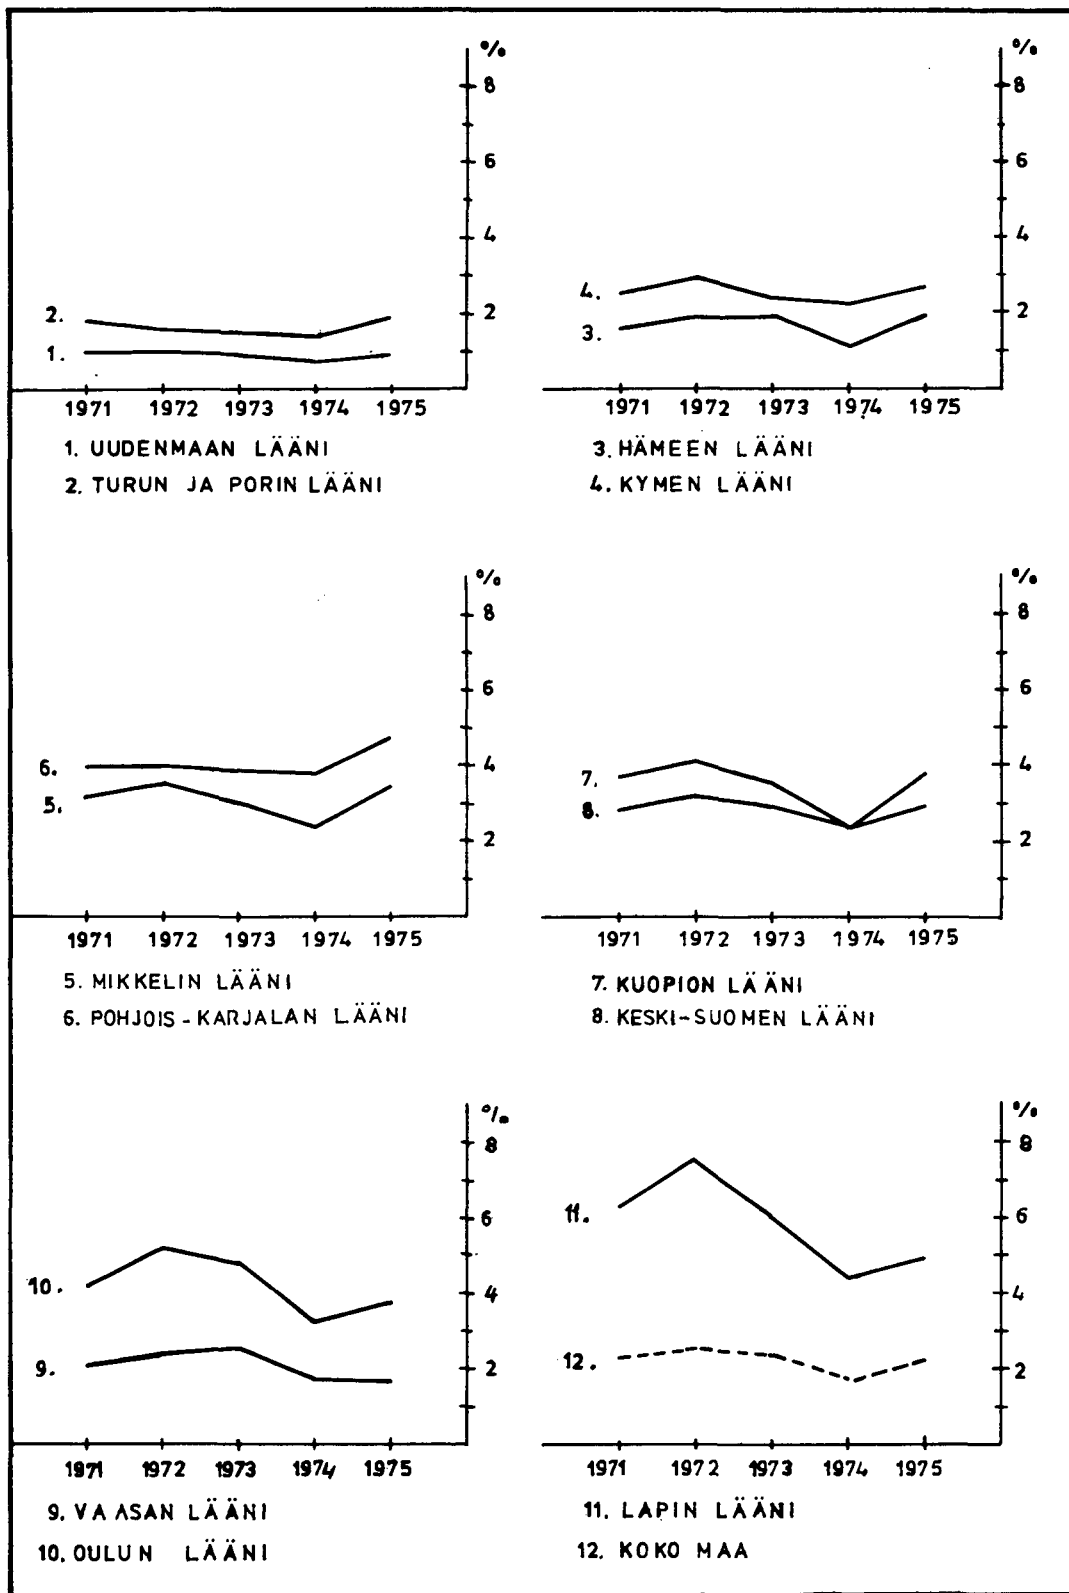 %
8
6
4
2
2.
1.
1971 1972 1973 1974 1975
1. UUDENMAAN LÄÄNI
2. TURUN JA PORIN LÄÄNI
%
8
6
4
2
4.
3.
1971 1972 1973 1974 1975
3. HÄMEEN LÄÄNI
4. KYMEN LÄÄNI
%
8
6
4
2
6.
5.
1971 1972 1973 1974 1975
5. MIKKELIN LÄÄNI
6. POHJOIS-KARJALAN LÄÄNI
%
8
6
4
2
7.
8.
1971 1972 1973 1974 1975
7. KUOPION LÄÄNI
8. KESKI-SUOMEN LÄÄNI
%
8
6
4
2
10.
9.
1971 1972 1973 1974 1975
9. VAASAN LÄÄNI
10. OULUN LÄÄNI
%
8
6
4
2
11.
12.
1971 1972 1973 1974 1975
11. LAPIN LÄÄNI
12. KOKO MAA